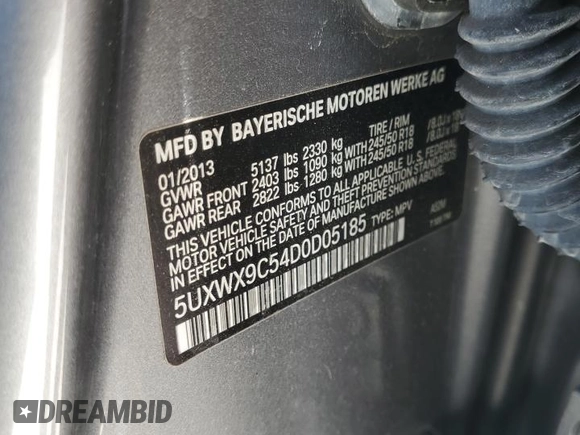 MFD BY BAYERISCHE MOTOREN WERKE AG
01/2013 TIRE / RIM
GVWR 5137 lbs 2330 kg
GAWR FRONT 2403 lbs 1090 kg WITH 245/50 R18
GAWR REAR 2822 lbs 1280 kg WITH 245/50 R18
THIS VEHICLE CONFORMS TO ALL APPLICABLE U.S. FEDERAL
MOTOR VEHICLE SAFETY AND THEFT PREVENTION STANDARDS
IN EFFECT ON THE DATE OF MANUFACTURE SHOWN ABOVE.
5UXWX9C54D0D05185 TYPE: MPV
DREAMBID